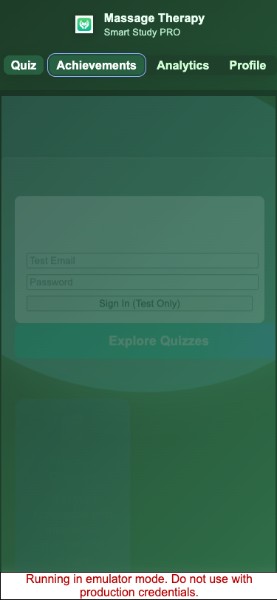 Massage Therapy
Smart Study PRO
Quiz Achievements Analytics Profile
Test Email
Password
Sign In (Test Only)
Explore Quizzes
Running in emulator mode. Do not use with
production credentials.